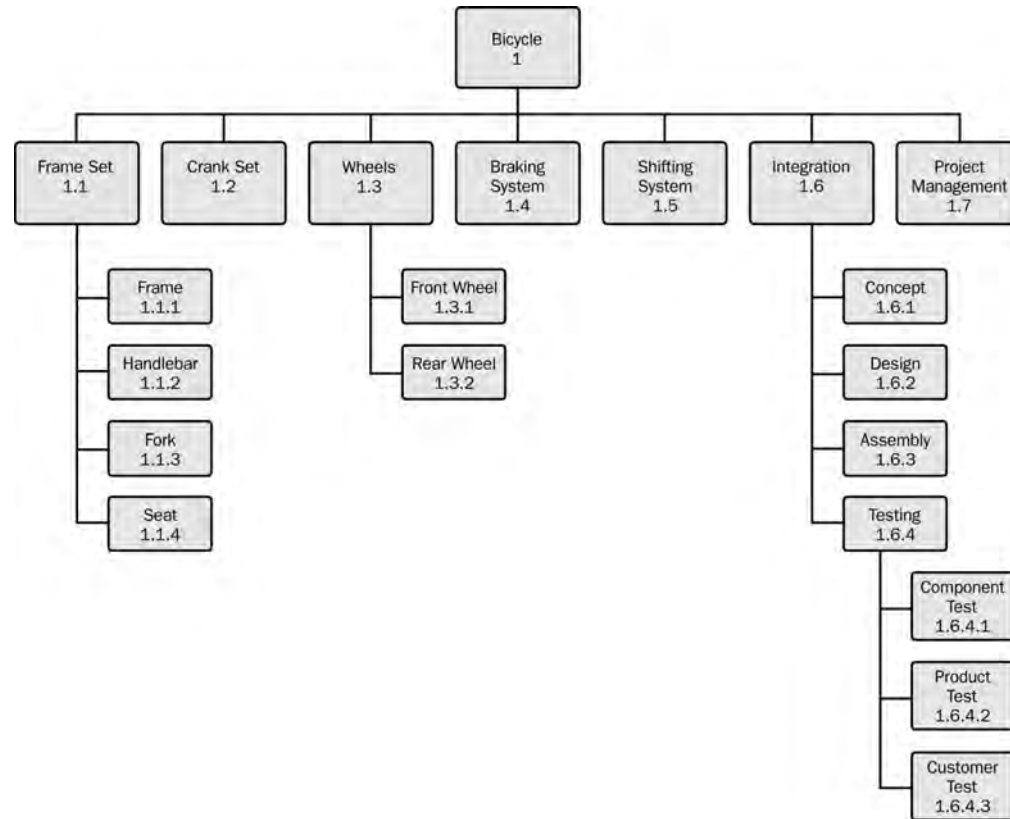 Bicycle
1
Frame Set
1.1
Crank Set
1.2
Wheels
1.3
Braking
System
1.4
Shifting
System
1.5
Integration
1.6
Project
Management
1.7
Frame
1.1.1
Handlebar
1.1.2
Fork
1.1.3
Seat
1.1.4
Front Wheel
1.3.1
Rear Wheel
1.3.2
Concept
1.6.1
Design
1.6.2
Assembly
1.6.3
Testing
1.6.4
Component
Test
1.6.4.1
Product
Test
1.6.4.2
Customer
Test
1.6.4.3